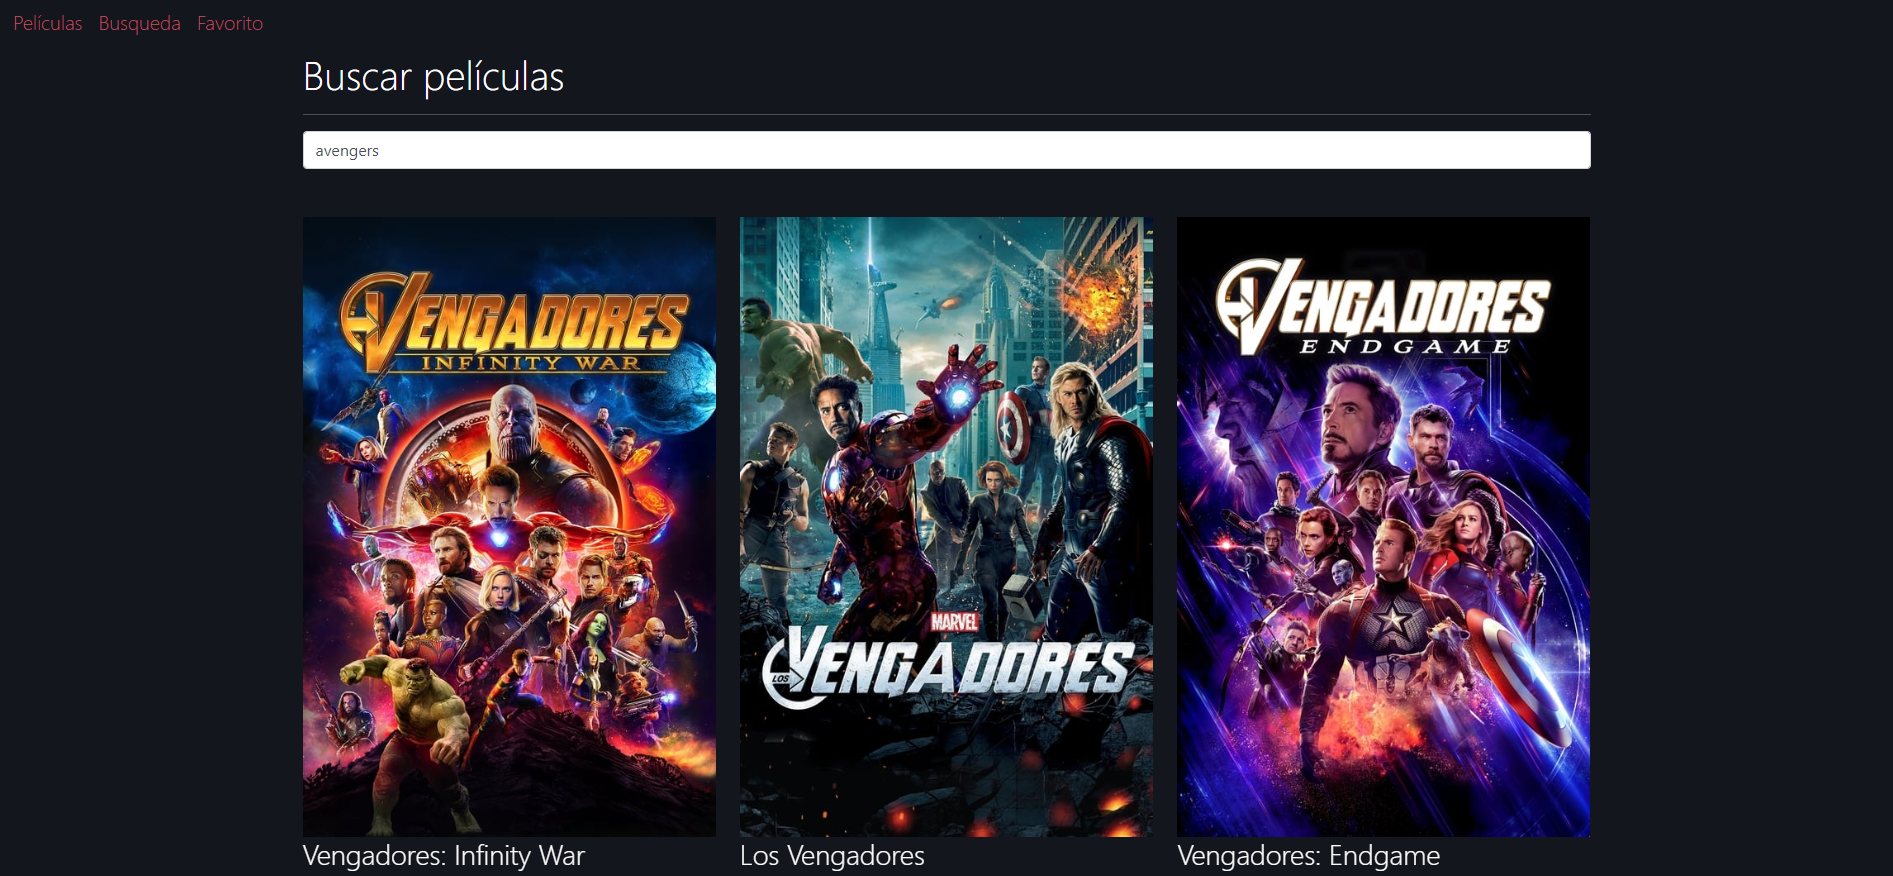 Películas Busqueda Favorito
Buscar películas
avengers
VENGADORES
INFINITY WAR
MARVEL
LOS VENGADORES
VENGADORES
ENDGAME
Vengadores: Infinity War
Los Vengadores
Vengadores: Endgame